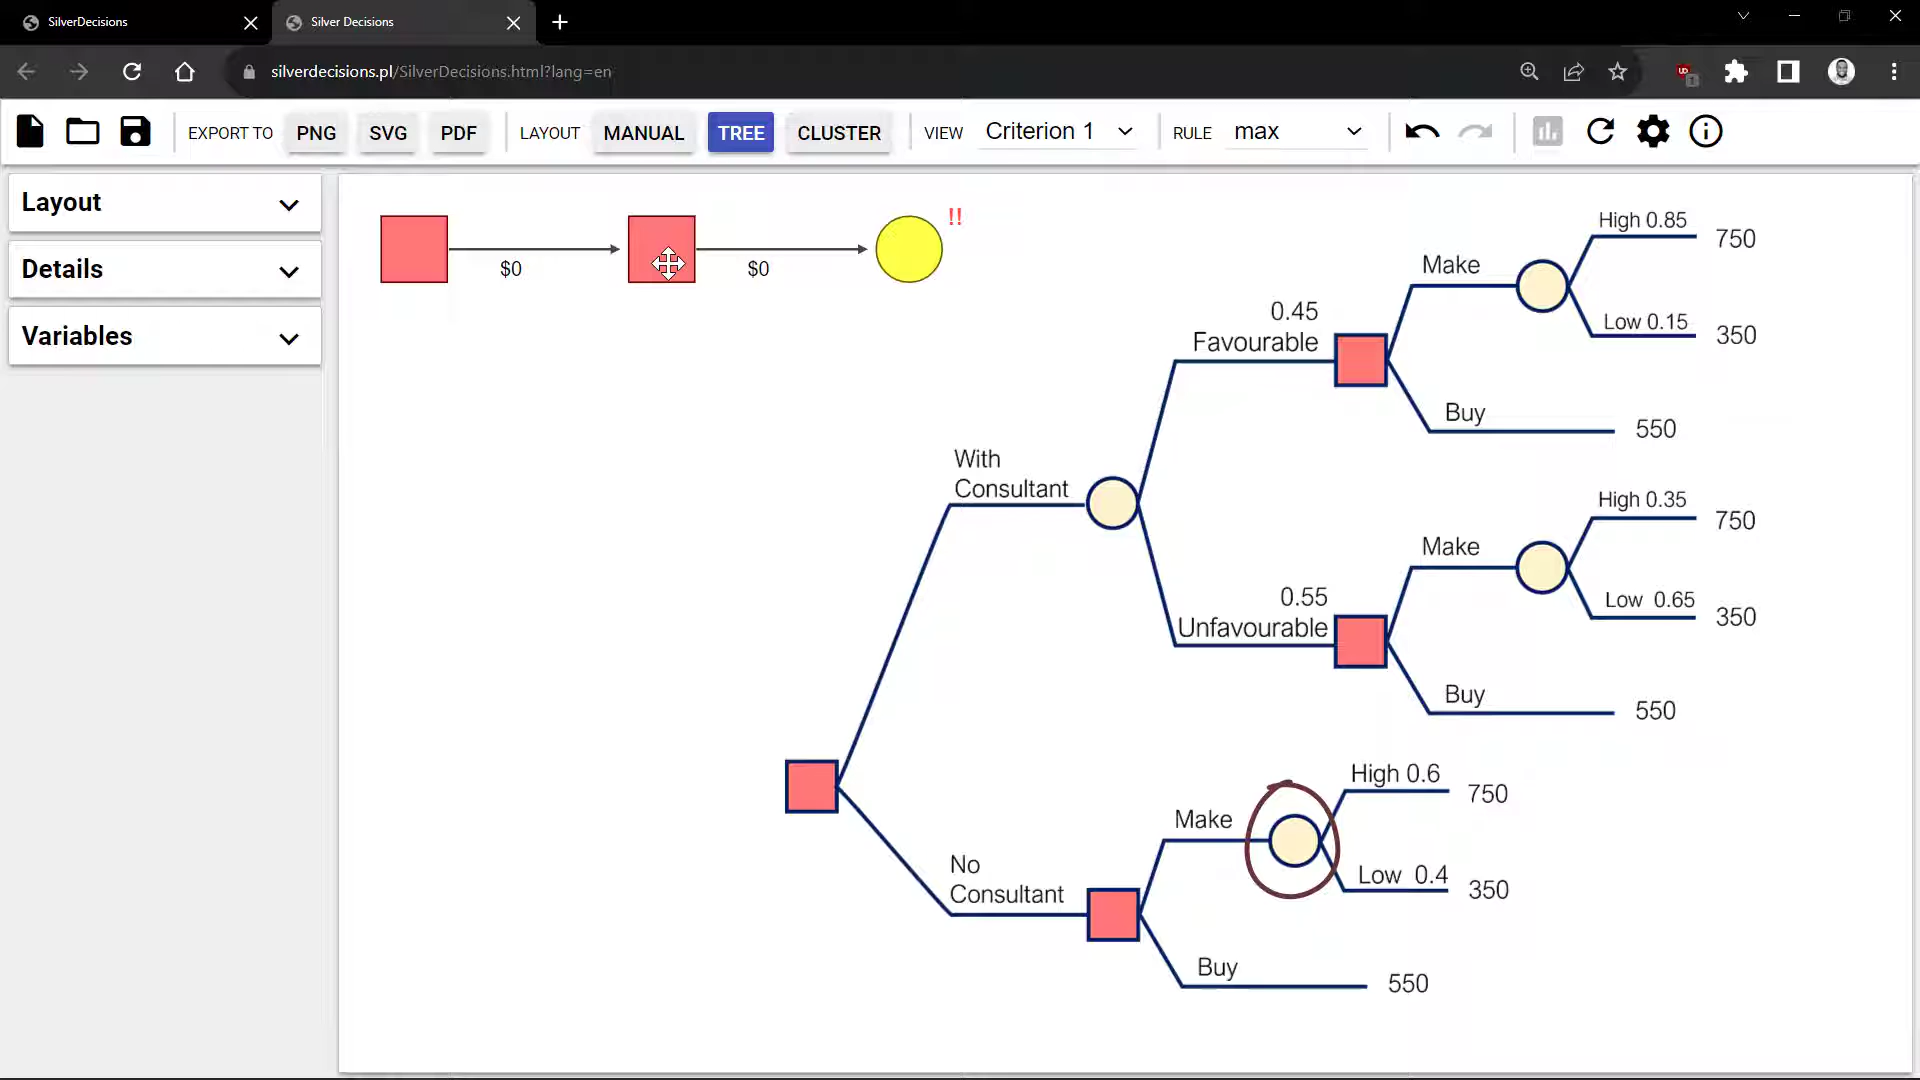 SilverDecisions
Silver Decisions
silverdecisions.pl/SilverDecisions.html?lang=en
EXPORT TO PNG SVG PDF LAYOUT MANUAL TREE CLUSTER VIEW Criterion 1 RULE max
Layout
Details
Variables
$0
$0
!!
High 0.85
750
Make
Low 0.15
350
0.45
Favourable
Buy
550
With
Consultant
High 0.35
750
Make
Low 0.65
350
0.55
Unfavourable
Buy
550
High 0.6
750
Make
Low 0.4
350
No
Consultant
Buy
550